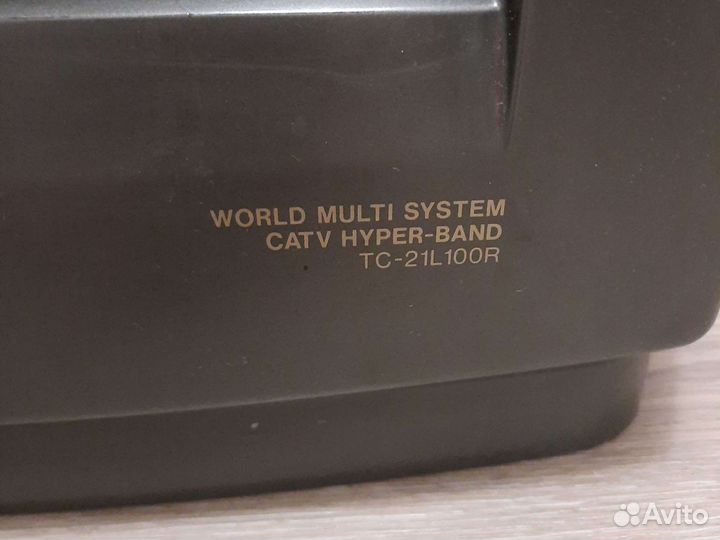 WORLD MULTI SYSTEM
CATV HYPER-BAND
TC-21L100R
Avito